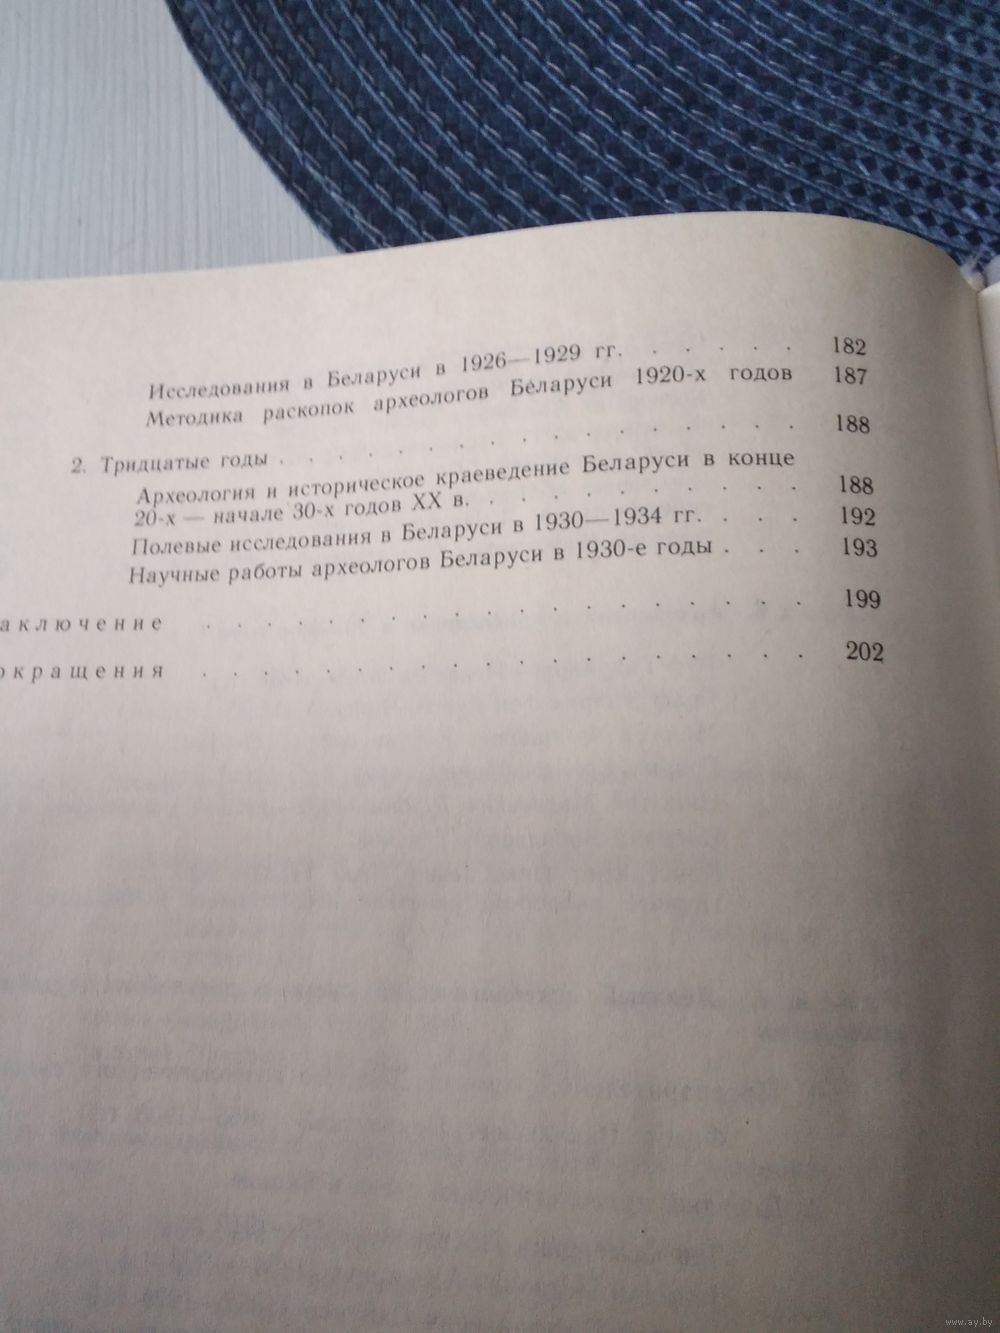 Исследования в Беларуси в 1926—1929 гг. . . . . . . 182
Методика раскопок археологов Беларуси 1920-х годов 187
2. Тридцатые годы . . . . . . . . . . . . . . . 188
Археология и историческое краеведение Беларуси в конце
20-х — начале 30-х годов XX в. . . . . . . . . . . 188
Полевые исследования в Беларуси в 1930—1934 гг. . . . 192
Научные работы археологов Беларуси в 1930-е годы . . . 193
аключение . . . . . . . . . . . . . . . . . . . . 199
окращения . . . . . . . . . . . . . . . . . . . . 202
www.ay.by